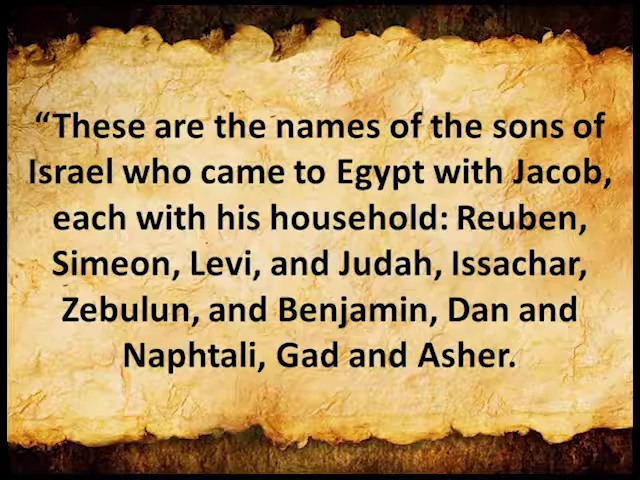 “These are the names of the sons of
Israel who came to Egypt with Jacob,
each with his household: Reuben,
Simeon, Levi, and Judah, Issachar,
Zebulun, and Benjamin, Dan and
Naphtali, Gad and Asher.